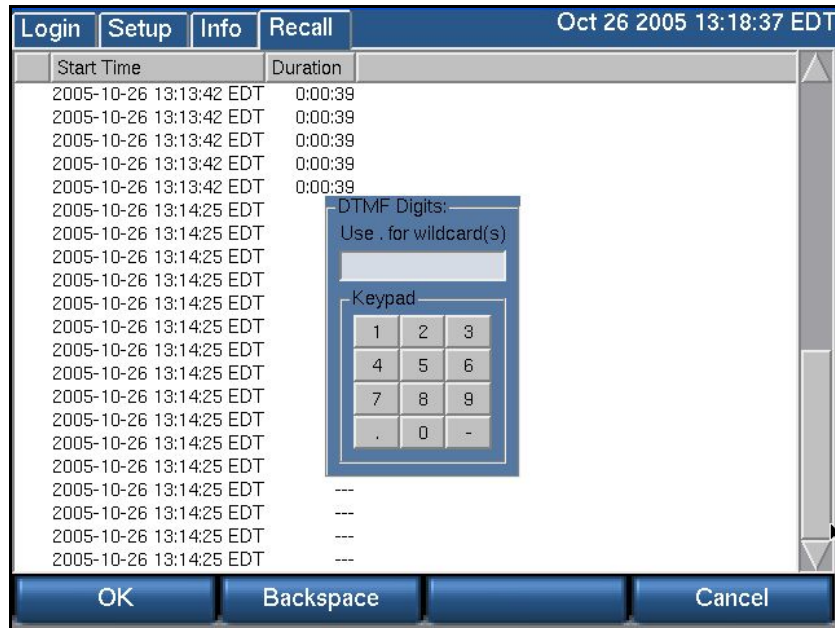 Login Setup Info Recall Oct 26 2005 13:18:37 EDT
Start Time Duration
2005-10-26 13:13:42 EDT 0:00:39
2005-10-26 13:13:42 EDT 0:00:39
2005-10-26 13:13:42 EDT 0:00:39
2005-10-26 13:13:42 EDT 0:00:39
2005-10-26 13:13:42 EDT 0:00:39
2005-10-26 13:14:25 EDT
2005-10-26 13:14:25 EDT
2005-10-26 13:14:25 EDT
2005-10-26 13:14:25 EDT
2005-10-26 13:14:25 EDT
2005-10-26 13:14:25 EDT
2005-10-26 13:14:25 EDT
2005-10-26 13:14:25 EDT
2005-10-26 13:14:25 EDT
2005-10-26 13:14:25 EDT
2005-10-26 13:14:25 EDT
2005-10-26 13:14:25 EDT
2005-10-26 13:14:25 EDT ---
2005-10-26 13:14:25 EDT ---
2005-10-26 13:14:25 EDT ---
2005-10-26 13:14:25 EDT ---
DTMF Digits:
Use . for wildcard(s)
Keypad
1 2 3
4 5 6
7 8 9
. 0 -
OK Backspace Cancel